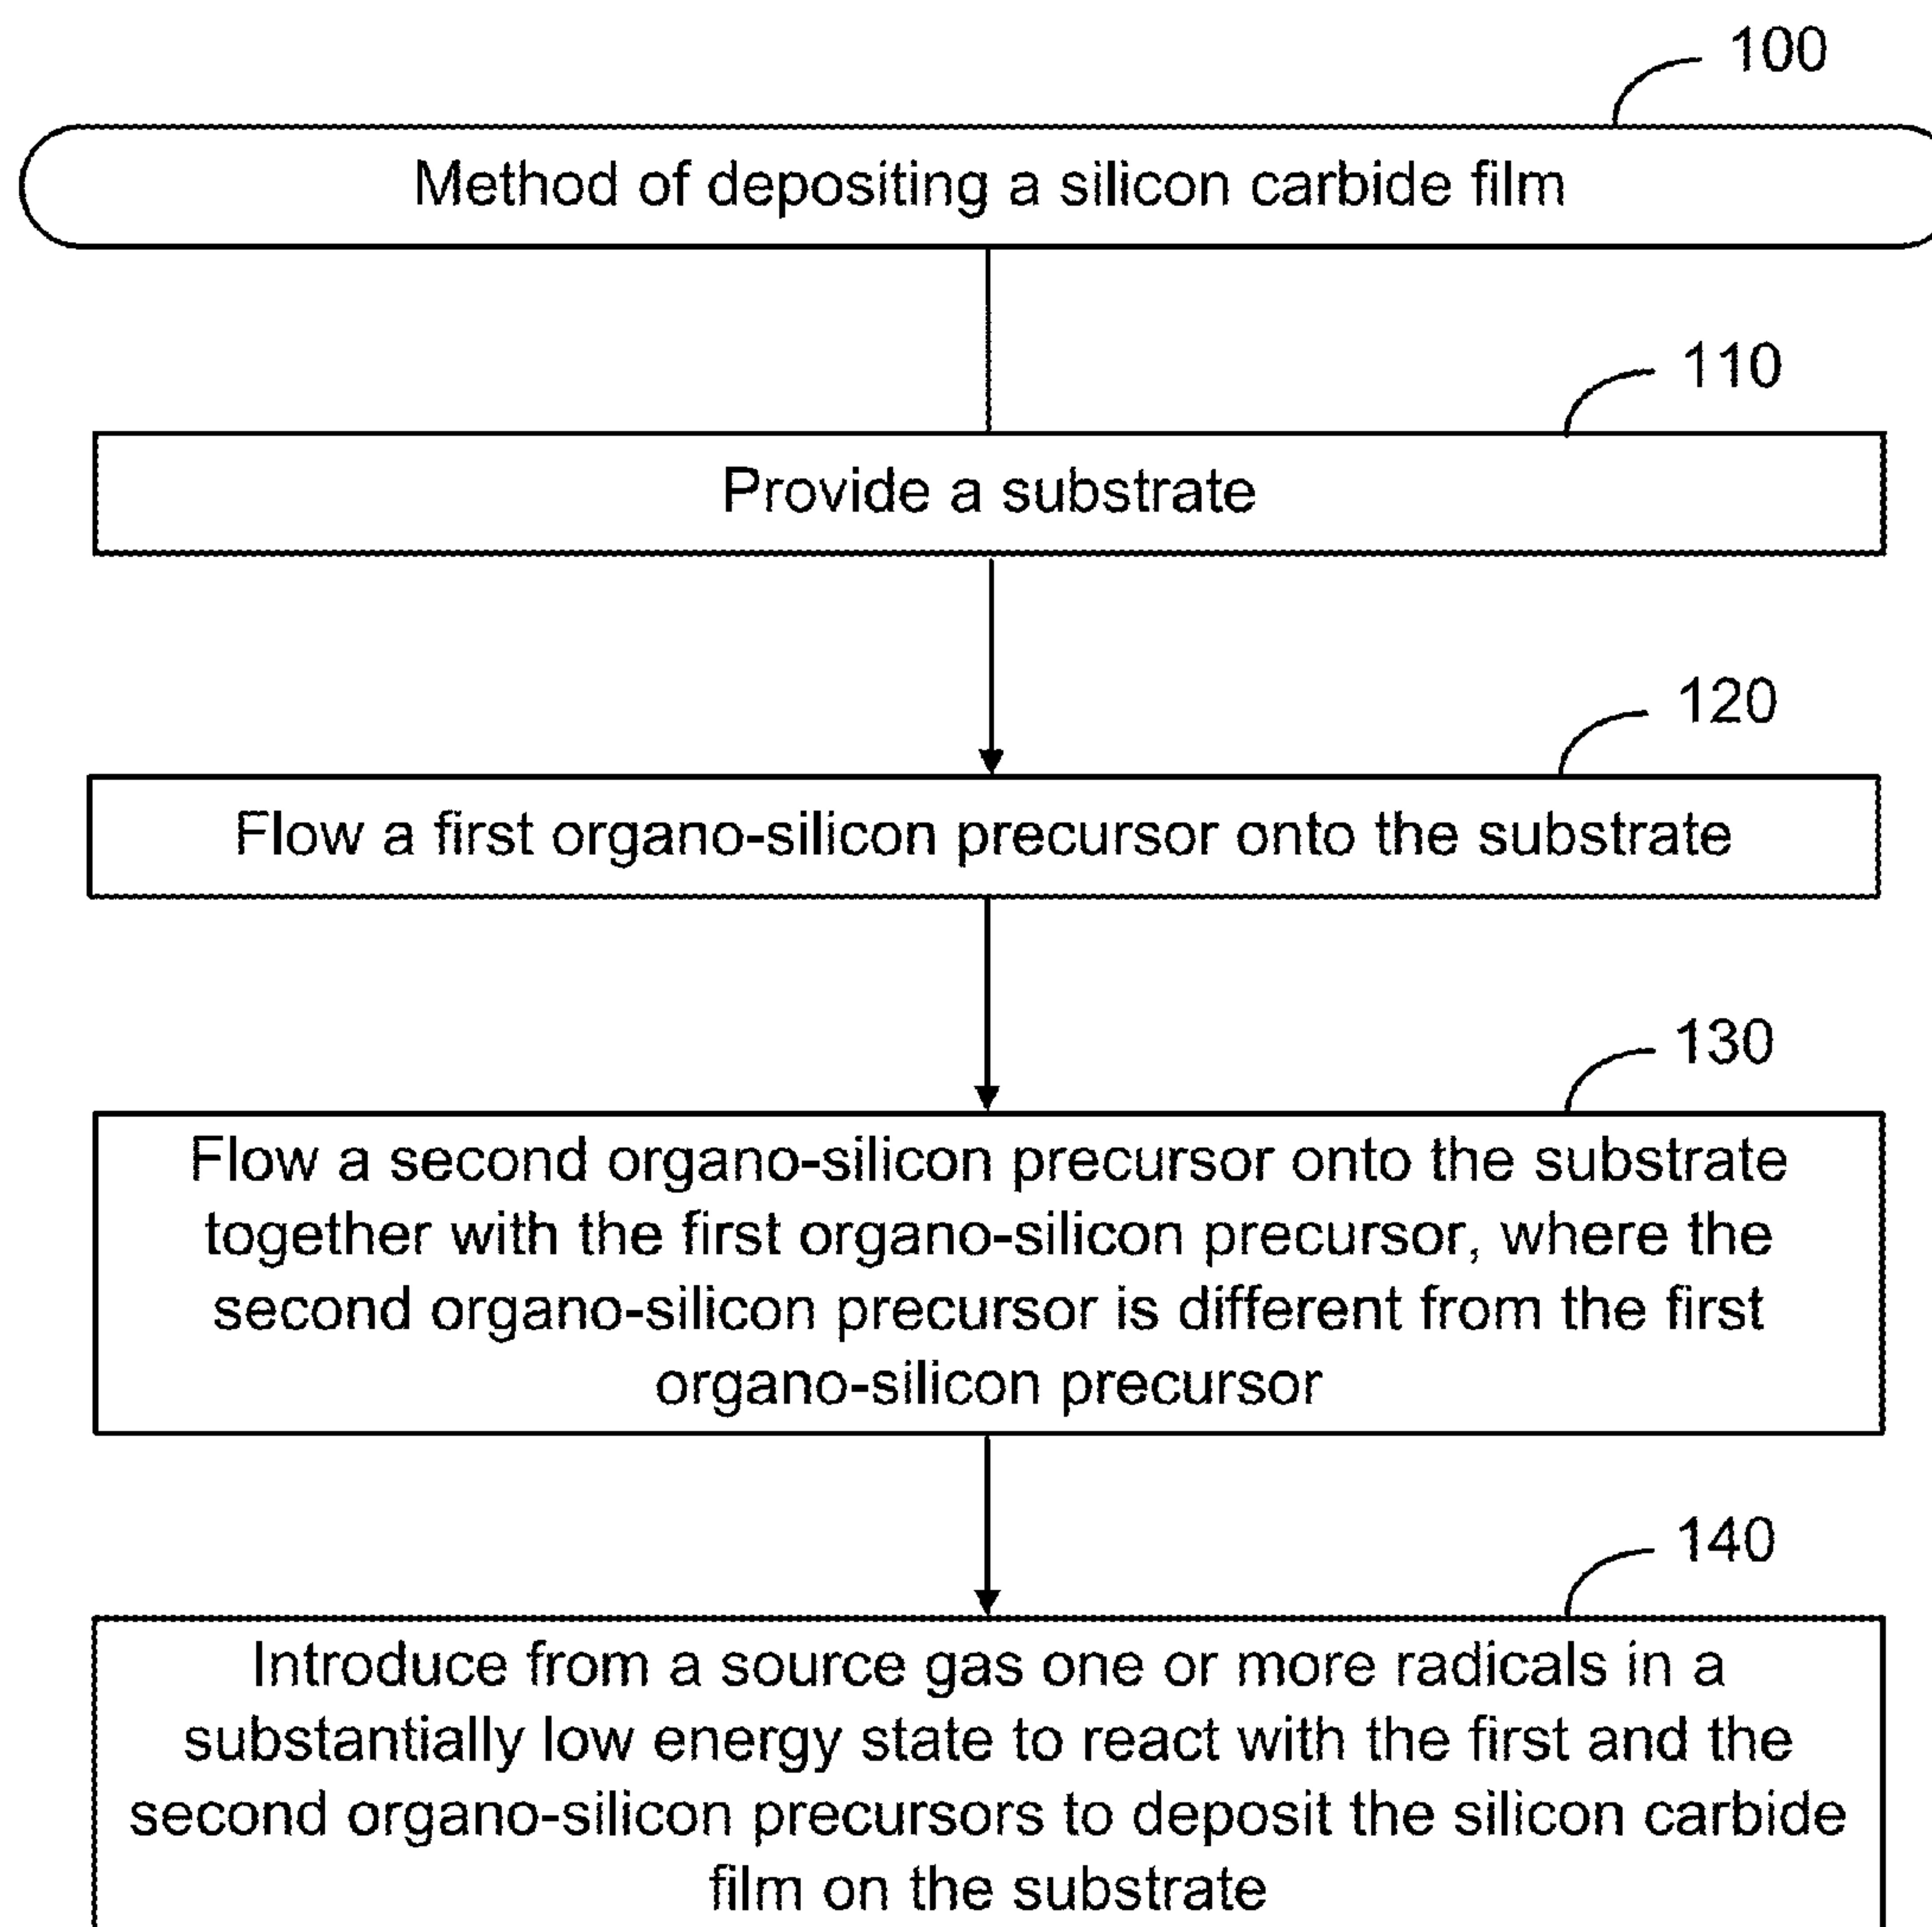 100
Method of depositing a silicon carbide film
110
Provide a substrate
120
Flow a first organo-silicon precursor onto the substrate
130
Flow a second organo-silicon precursor onto the substrate
together with the first organo-silicon precursor, where the
second organo-silicon precursor is different from the first
organo-silicon precursor
140
Introduce from a source gas one or more radicals in a
substantially low energy state to react with the first and the
second organo-silicon precursors to deposit the silicon carbide
film on the substrate